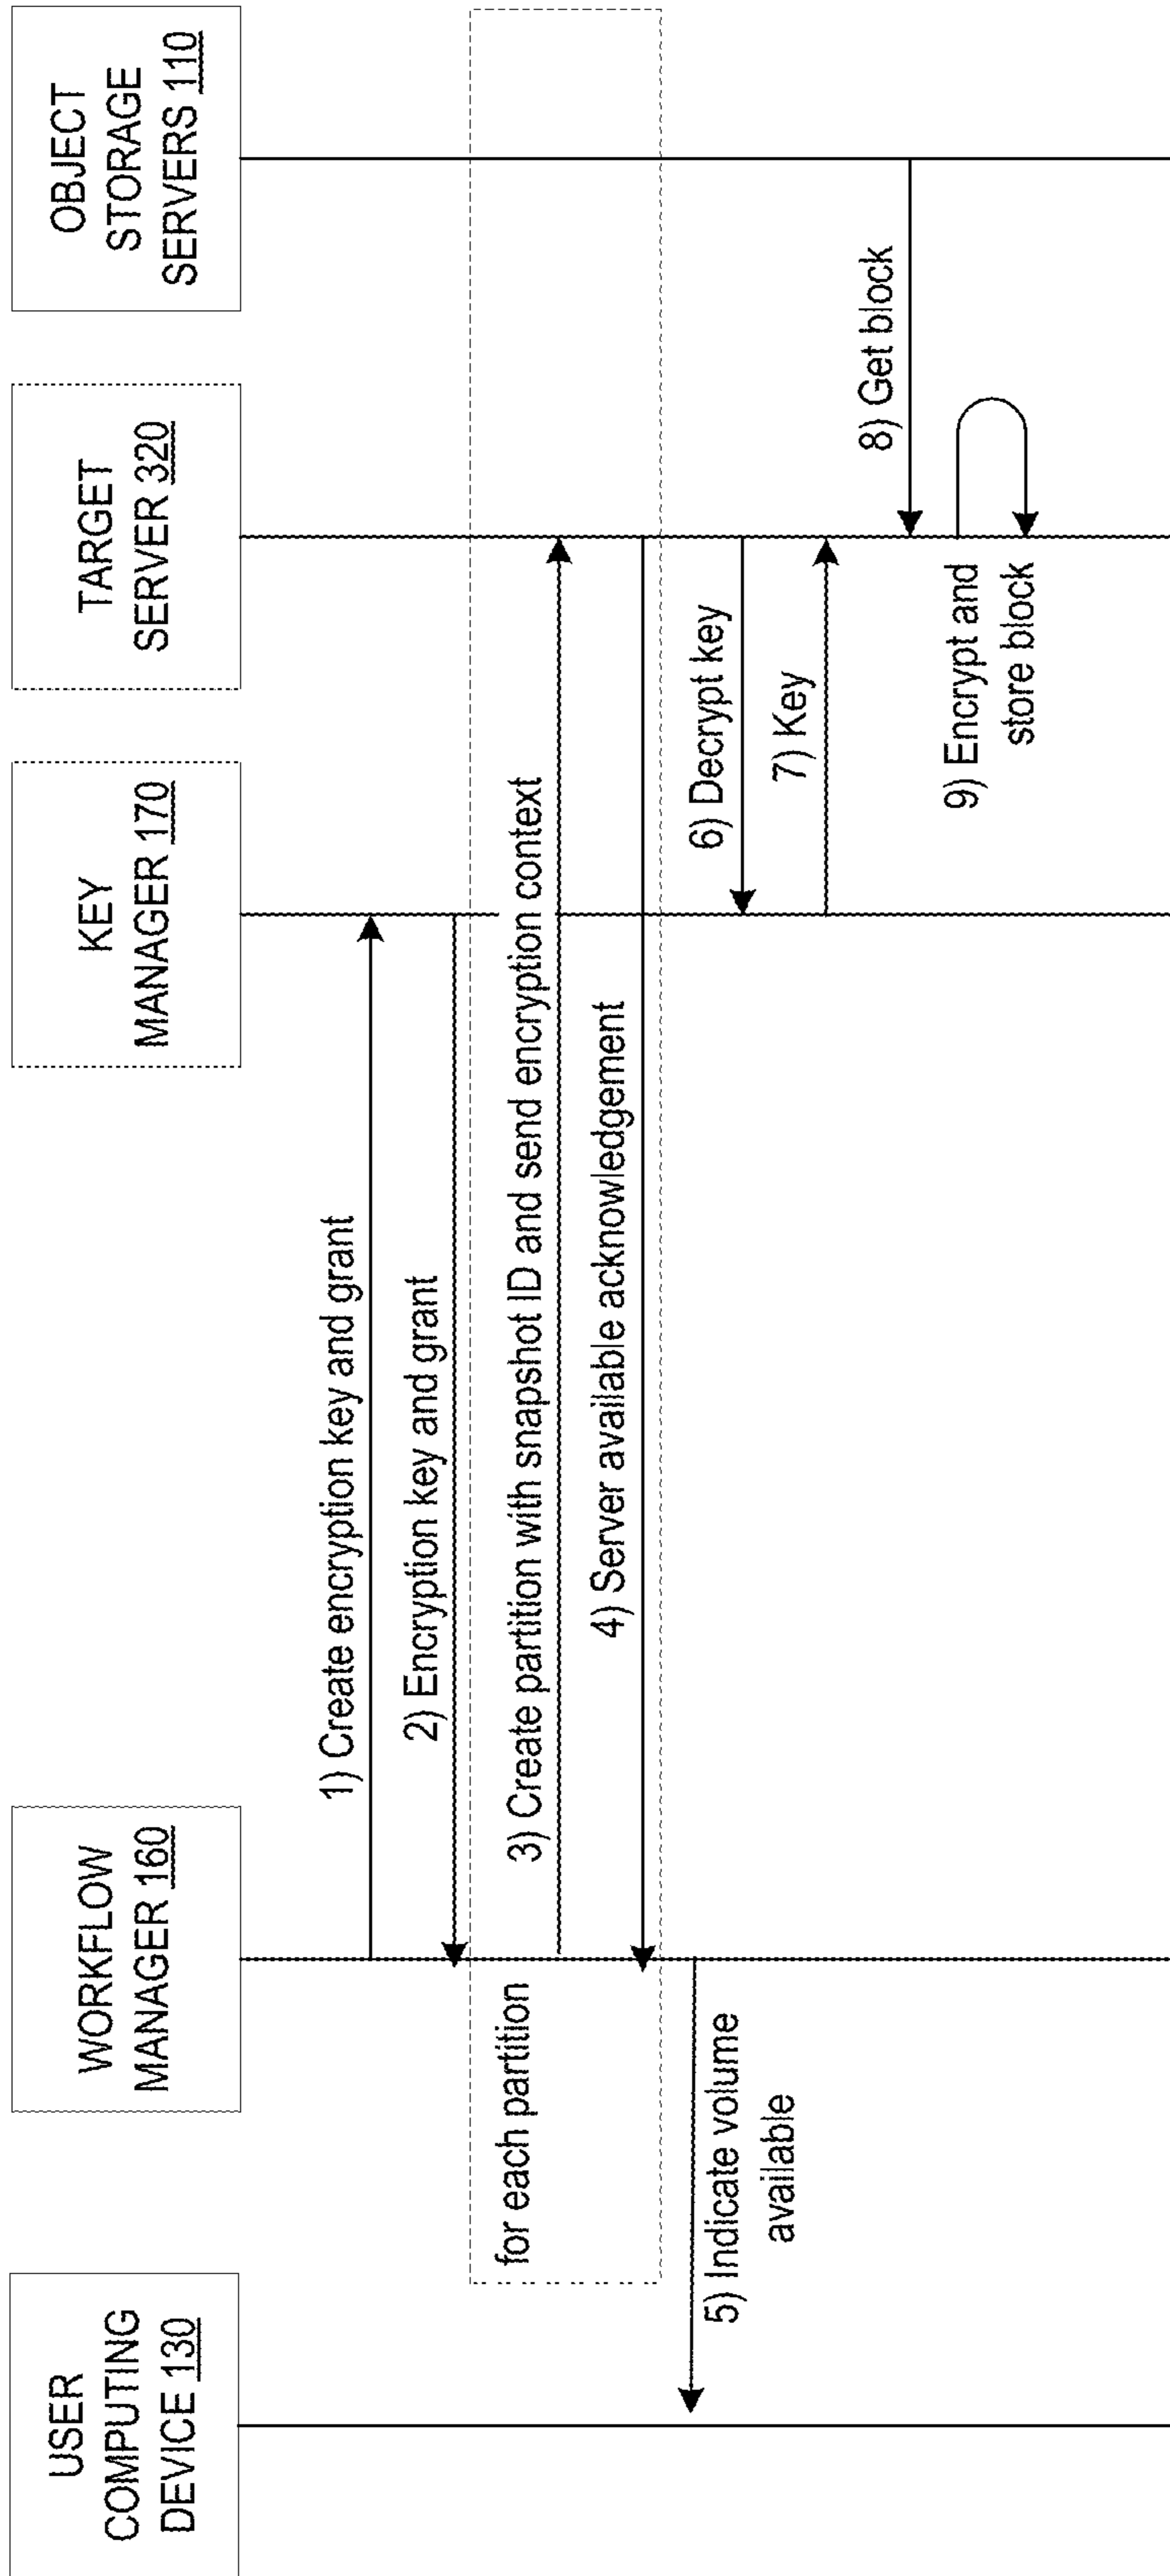 USER
COMPUTING
DEVICE 130
WORKFLOW
MANAGER 160
KEY
MANAGER 170
TARGET
SERVER 320
OBJECT
STORAGE
SERVERS 110
1) Create encryption key and grant
2) Encryption key and grant
for each partition
3) Create partition with snapshot ID and send encryption context
4) Server available acknowledgement
5) Indicate volume
available
6) Decrypt key
7) Key
8) Get block
9) Encrypt and
store block